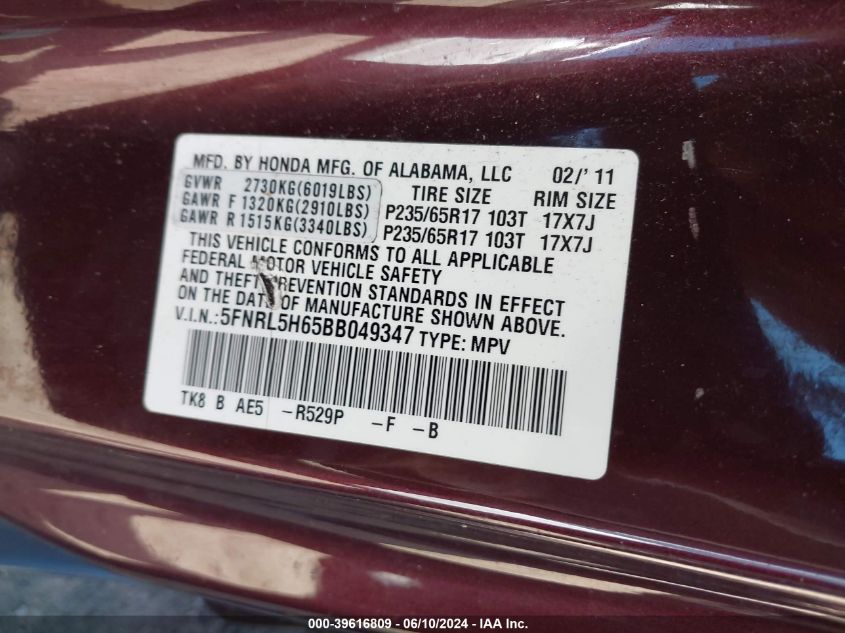 MFD. BY HONDA MFG. OF ALABAMA, LLC 02/' 11
GVWR 2730KG(6019LBS) TIRE SIZE RIM SIZE
GAWR F 1320KG(2910LBS) P235/65R17 103T 17X7J
GAWR R 1515KG(3340LBS) P235/65R17 103T 17X7J
THIS VEHICLE CONFORMS TO ALL APPLICABLE
FEDERAL MOTOR VEHICLE SAFETY
AND THEFT PREVENTION STANDARDS IN EFFECT
ON THE DATE OF MANUFACTURE SHOWN ABOVE.
V.I.N.:5FNRL5H65BB049347 TYPE: MPV
TK8 B AE5 -R529P -F -B
000-39616809 - 06/10/2024 - IAA Inc.